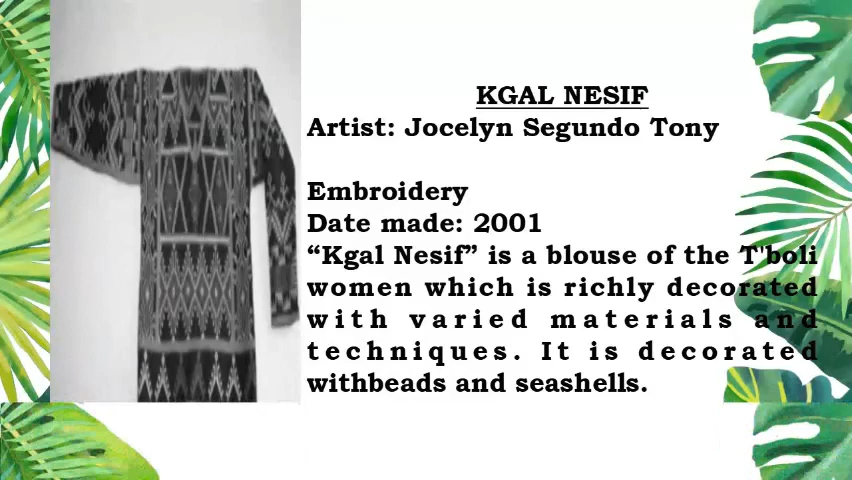 KGAL NESIF
Artist: Jocelyn Segundo Tony
Embroidery
Date made: 2001
“Kgal Nesif” is a blouse of the T'boli
women which is richly decorated
with varied materials and
techniques. It is decorated
withbeads and seashells.